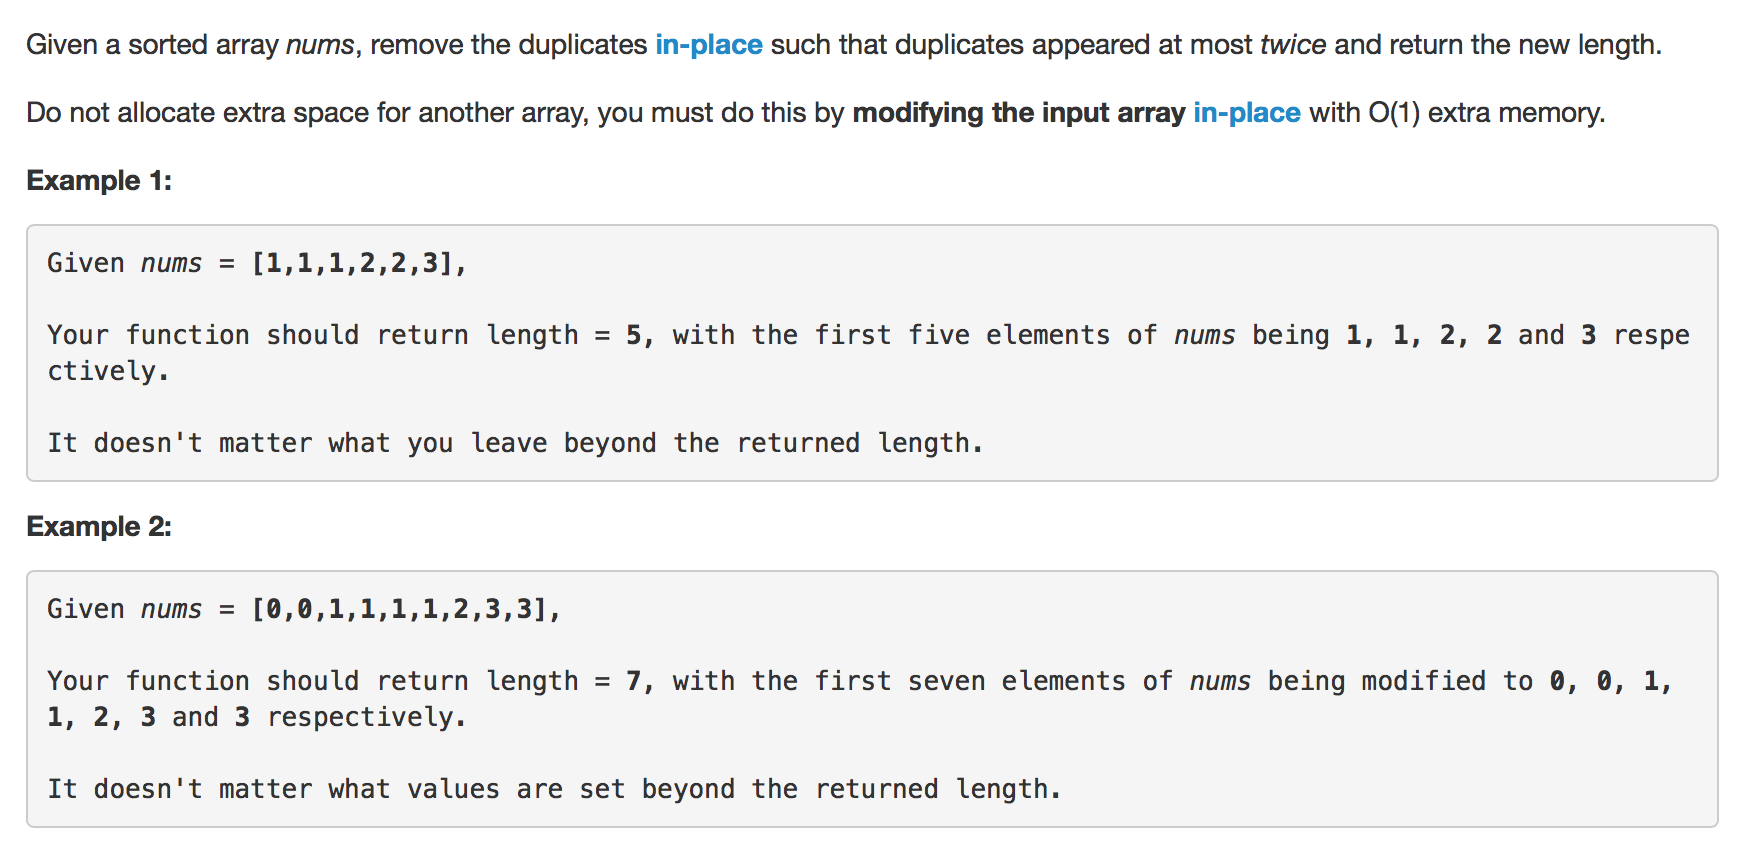 Given a sorted array nums, remove the duplicates in-place such that duplicates appeared at most twice and return the new length.
Do not allocate extra space for another array, you must do this by modifying the input array in-place with O(1) extra memory.
Example 1:
Given nums = [1,1,1,2,2,3],
Your function should return length = 5, with the first five elements of nums being 1, 1, 2, 2 and 3 respe
ctively.
It doesn't matter what you leave beyond the returned length.
Example 2:
Given nums = [0,0,1,1,1,1,2,3,3],
Your function should return length = 7, with the first seven elements of nums being modified to 0, 0, 1,
1, 2, 3 and 3 respectively.
It doesn't matter what values are set beyond the returned length.